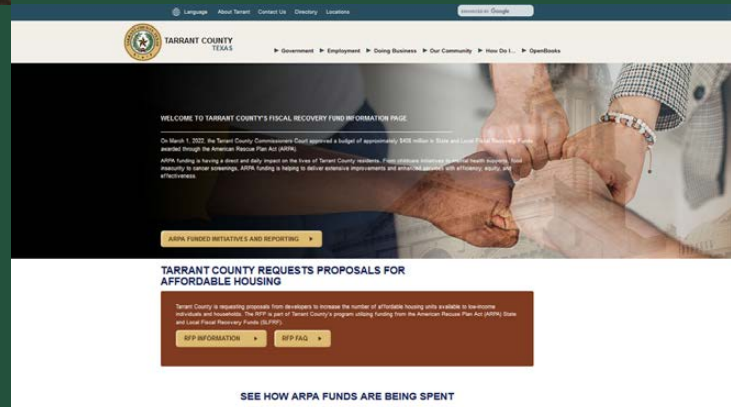 Language About Tarrant Contact Us Directory Locations
ENHANCED BY Google
TARRANT COUNTY
TEXAS
Government Employment Doing Business Our Community How Do I... OpenBooks
WELCOME TO TARRANT COUNTY'S FISCAL RECOVERY FUND INFORMATION PAGE
On March 1, 2022, the Tarrant County Commissioners Court approved a budget of approximately $408 million in State and Local Fiscal Recovery Funds
awarded through the American Rescue Plan Act (ARPA).
ARPA funding is having a direct and daily impact on the lives of Tarrant County residents. From childcare initiatives to mental health supports, food
insecurity to cancer screenings, ARPA funding is helping to deliver extensive improvements and enhanced services with efficiency, equity, and
effectiveness.
ARPA FUNDED INITIATIVES AND REPORTING
TARRANT COUNTY REQUESTS PROPOSALS FOR
AFFORDABLE HOUSING
Tarrant County is requesting proposals from developers to increase the number of affordable housing units available to low-income
individuals and households. The RFP is part of Tarrant County's program utilizing funding from the American Rescue Plan Act (ARPA) State
and Local Fiscal Recovery Funds (SLFRF).
RFP INFORMATION RFP FAQ
SEE HOW ARPA FUNDS ARE BEING SPENT